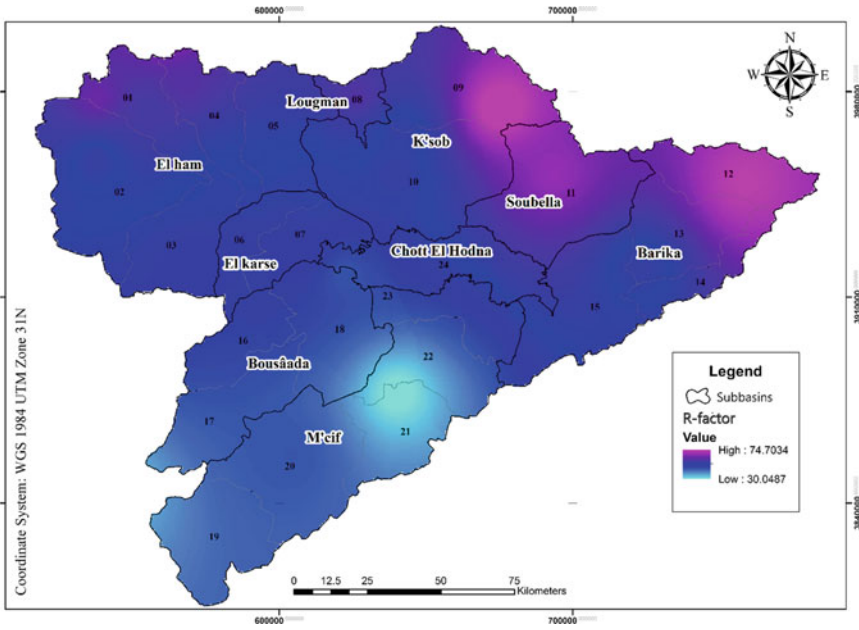 600000 700000
N
W E
S
01
04
05
02
03
El ham
Lougman
08
09
K'sob
10
Soubella
11
12
13
Barika
14
15
06
07
El karse
Chott El Hodna
24
23
16
18
Bousâada
17
22
M'cif
21
20
19
3980000
3910000
3840000
Coordinate System: WGS 1984 UTM Zone 31N
Legend
Subbasins
R-factor
Value
High : 74.7034
Low : 30.0487
0 12.5 25 50 75
Kilometers
600000 700000